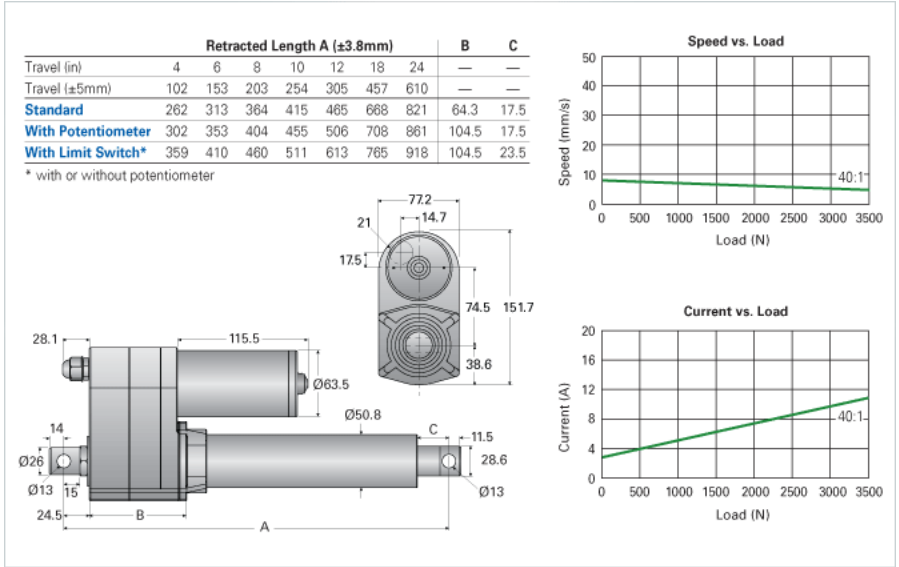 Retracted Length A (±3.8mm) B C
Travel (in) 4 6 8 10 12 18 24 — —
Travel (±5mm) 102 153 203 254 305 457 610 — —
Standard 262 313 364 415 465 668 821 64.3 17.5
With Potentiometer 302 353 404 455 506 708 861 104.5 17.5
With Limit Switch* 359 410 460 511 613 765 918 104.5 23.5
* with or without potentiometer
77.2
21
14.7
17.5
74.5
151.7
38.6
28.1
115.5
Ø63.5
Ø50.8
14
C
11.5
Ø26
28.6
Ø13
15
Ø13
24.5
B
A
Speed vs. Load
Speed (mm/s)
50
40
30
20
10
0
40:1
0 500 1000 1500 2000 2500 3000 3500
Load (N)
Current vs. Load
Current (A)
20
16
12
8
4
0
40:1
0 500 1000 1500 2000 2500 3000 3500
Load (N)